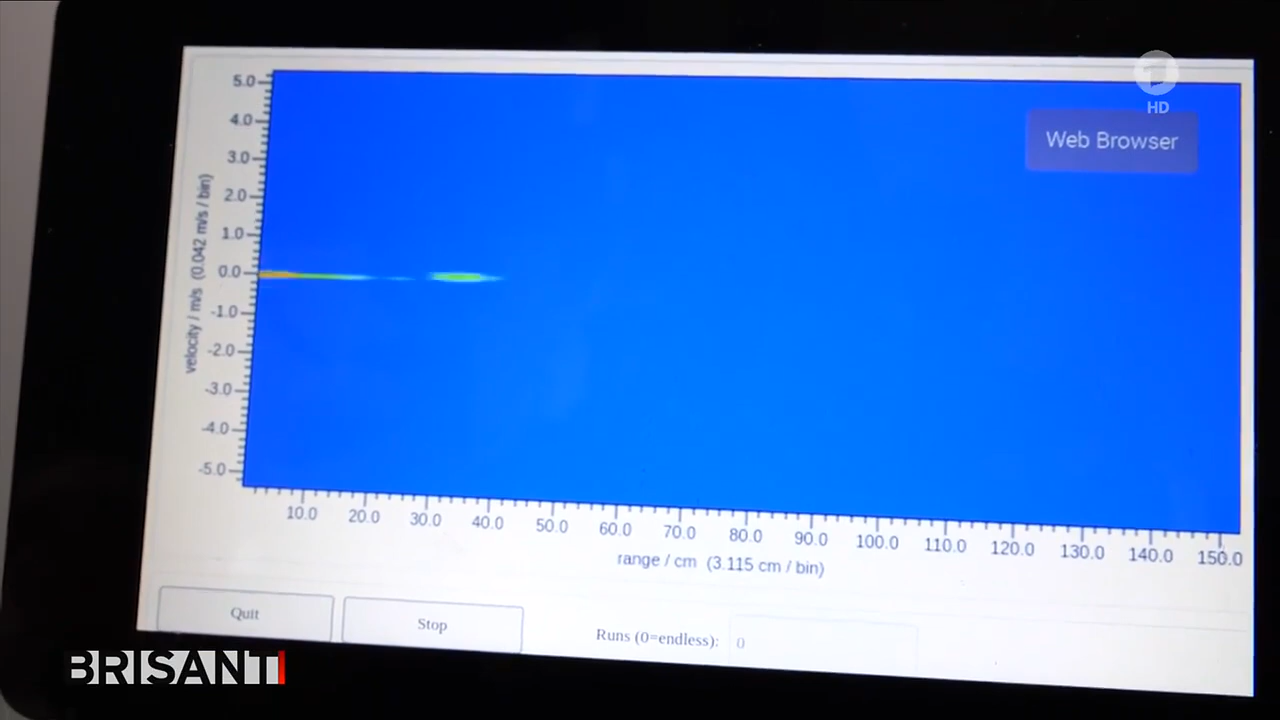 HD
Web Browser
5.0
4.0
3.0
2.0
1.0
0.0
-1.0
-2.0
-3.0
-4.0
-5.0
velocity / m/s (0.042 m/s / bin)
10.0 20.0 30.0 40.0 50.0 60.0 70.0 80.0 90.0 100.0 110.0 120.0 130.0 140.0 150.0
range / cm (3.115 cm / bin)
Quit
Stop
Runs (0=endless): 0
BRISANT